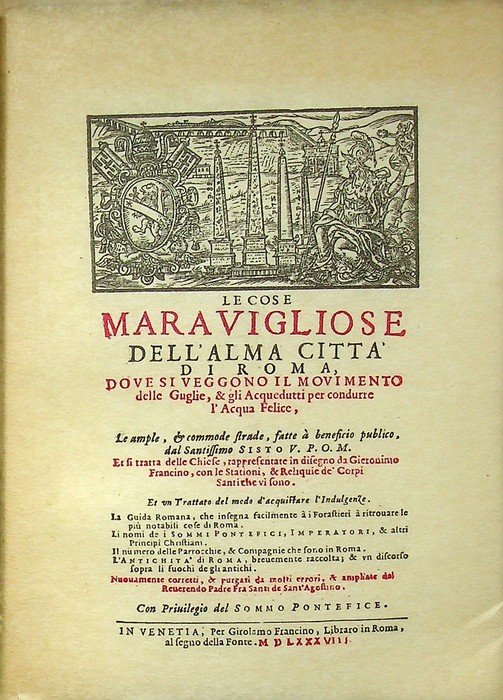 LE COSE
MARAVIGLIOSE
DELL'ALMA CITTA'
DI ROMA,
DOVE SI VEGGONO IL MOVIMENTO
delle Guglie, & gli Acquedutti per condurre
l'Acqua Felice,
Le ample, & commode strade, fatte à beneficio publico,
dal Santissimo SISTO V. P. O. M.
Et si tratta delle Chiese, rappresentate in disegno da Gieronimo
Francino, con le Stationi, & Reliquie de' Corpi
Santi che vi sono.
Et vn Trattato del modo d'acquistare l'Indulgenze.
La Guida Romana, che insegna facilmente à i Forastieri à ritrouare le
più notabili cose di Roma.
Li nomi de i SOMMI PONTEFICI, IMPERATORI, & altri
Principi Christiani.
Il numero delle Parrocchie, & Compagnie che sono in Roma.
L'ANTICHITA' di ROMA, breuemente raccolta; & vn discorso
sopra li fuochi de gli antichi.
Nuouamente corretti, & purgati da molti errori, & ampliate dal
Reuerendo Padre Fra Santi de Sant'Agostino.
Con Priuilegio del SOMMO PONTEFICE.
IN VENETIA, Per Girolamo Francino, Libraro in Roma,
al segno della Fonte. M D LXXXVIII.